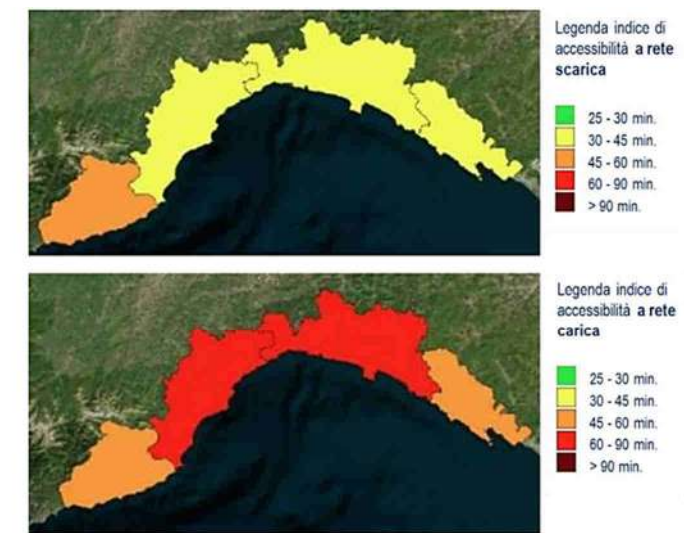 Legenda indice di
accessibilità a rete
scarica
25 - 30 min.
30 - 45 min.
45 - 60 min.
60 - 90 min.
> 90 min.
Legenda indice di
accessibilità a rete
carica
25 - 30 min.
30 - 45 min.
45 - 60 min.
60 - 90 min.
> 90 min.